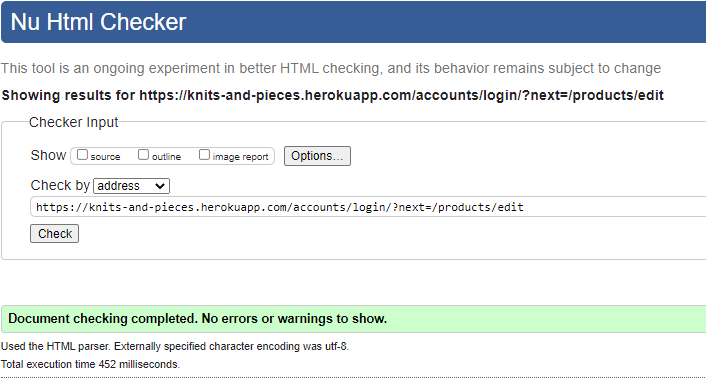 Nu Html Checker
This tool is an ongoing experiment in better HTML checking, and its behavior remains subject to change
Showing results for https://knits-and-pieces.herokuapp.com/accounts/login/?next=/products/edit
Checker Input
Show source outline image report Options...
Check by address
https://knits-and-pieces.herokuapp.com/accounts/login/?next=/products/edit
Check
Document checking completed. No errors or warnings to show.
Used the HTML parser. Externally specified character encoding was utf-8.
Total execution time 452 milliseconds.